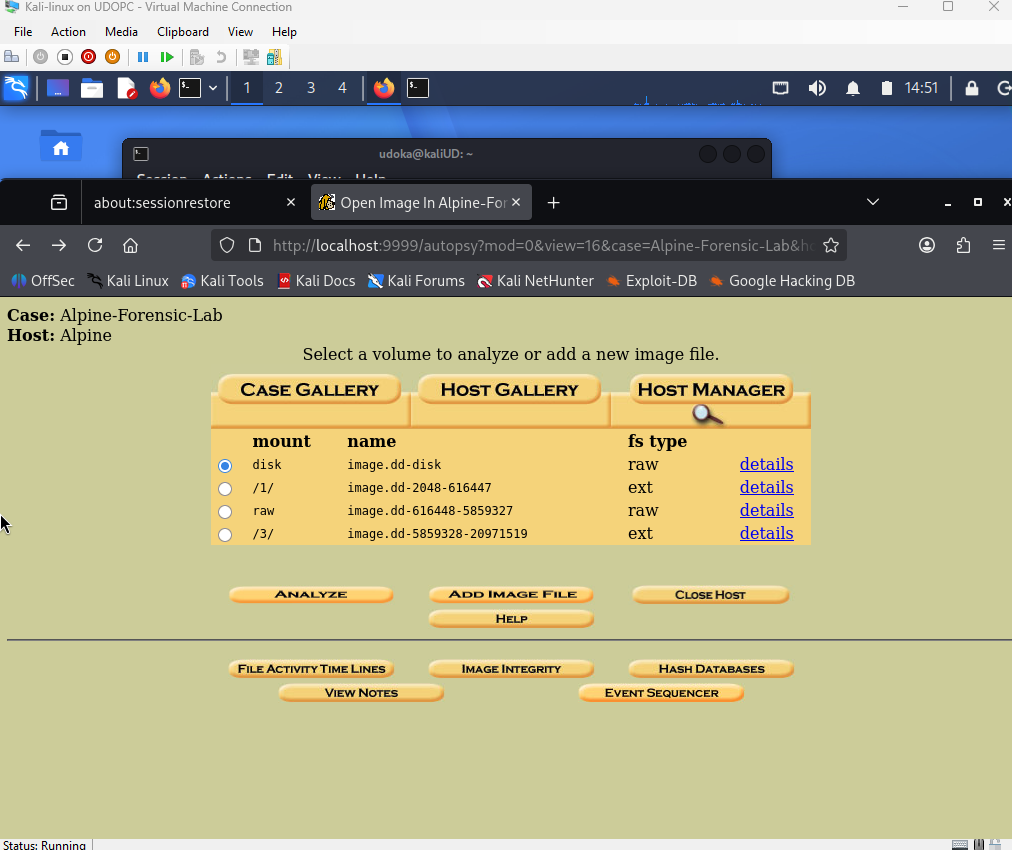 Kali-linux on UDOPC - Virtual Machine Connection
File Action Media Clipboard View Help
1 2 3 4 14:51
udoka@kaliUD: ~
Session Actions Edit View Help
about:sessionrestore Open Image In Alpine-For
http://localhost:9999/autopsy?mod=0&view=16&case=Alpine-Forensic-Lab&h
OffSec Kali Linux Kali Tools Kali Docs Kali Forums Kali NetHunter Exploit-DB Google Hacking DB
Case: Alpine-Forensic-Lab
Host: Alpine
Select a volume to analyze or add a new image file.
CASE GALLERY HOST GALLERY HOST MANAGER
mount name fs type
disk image.dd-disk raw details
/1/ image.dd-2048-616447 ext details
raw image.dd-616448-5859327 raw details
/3/ image.dd-5859328-20971519 ext details
ANALYZE ADD IMAGE FILE CLOSE HOST
HELP
FILE ACTIVITY TIME LINES IMAGE INTEGRITY HASH DATABASES
VIEW NOTES EVENT SEQUENCER
Status: Running